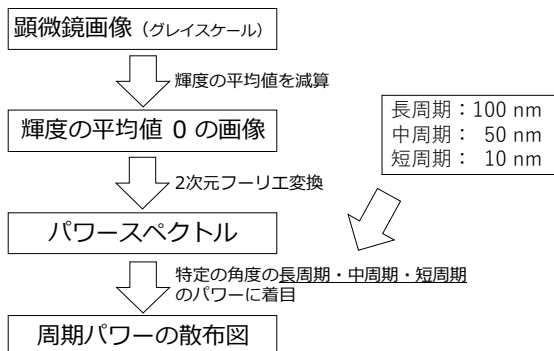 顕微鏡画像（グレイスケール）
輝度の平均値を減算
輝度の平均値 0 の画像
長周期：100 nm
中周期： 50 nm
短周期： 10 nm
2次元フーリエ変換
パワースペクトル
特定の角度の長周期・中周期・短周期
のパワーに着目
周期パワーの散布図